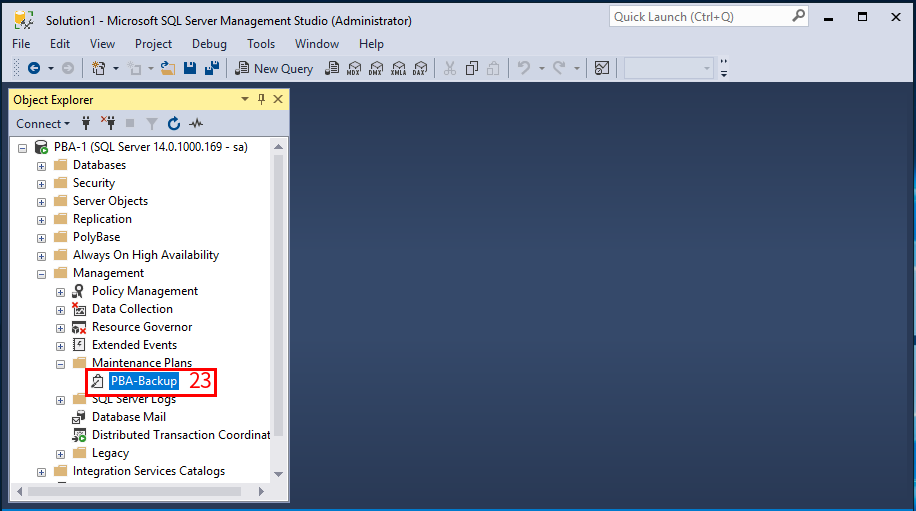 Solution1 - Microsoft SQL Server Management Studio (Administrator)
Quick Launch (Ctrl+Q)
File Edit View Project Debug Tools Window Help
New Query MDX DMX XMLA DAX
Object Explorer
Connect
PBA-1 (SQL Server 14.0.1000.169 - sa)
Databases
Security
Server Objects
Replication
PolyBase
Always On High Availability
Management
Policy Management
Data Collection
Resource Governor
Extended Events
Maintenance Plans
PBA-Backup 23
SQL Server Logs
Database Mail
Distributed Transaction Coordinat
Legacy
Integration Services Catalogs